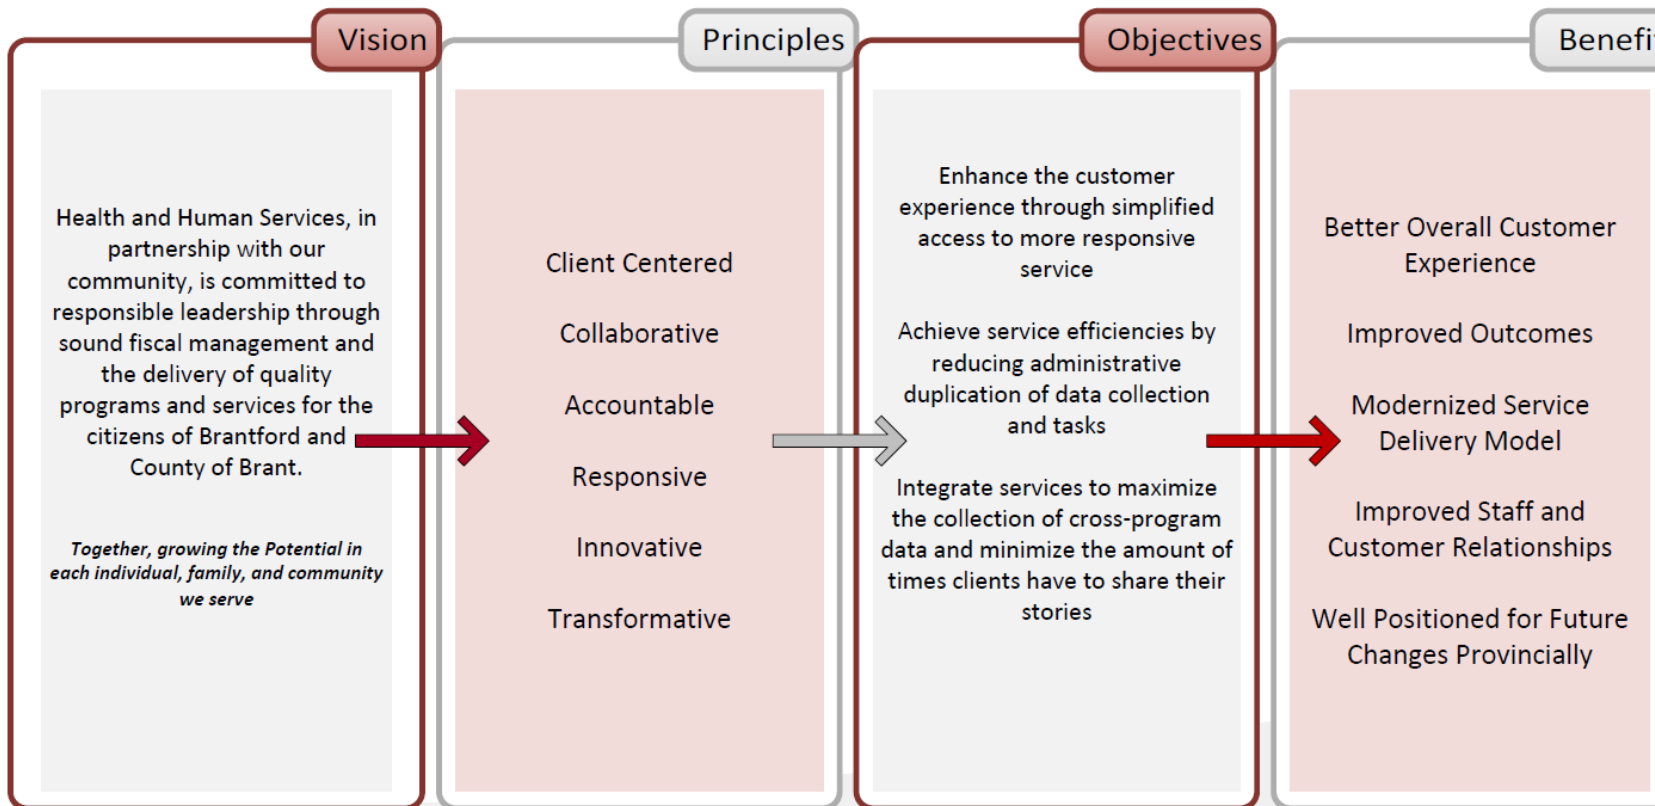 Vision
Health and Human Services, in
partnership with our
community, is committed to
responsible leadership through
sound fiscal management and
the delivery of quality
programs and services for the
citizens of Brantford and
County of Brant.
Together, growing the Potential in
each individual, family, and community
we serve
Principles
Client Centered
Collaborative
Accountable
Responsive
Innovative
Transformative
Objectives
Enhance the customer
experience through simplified
access to more responsive
service
Achieve service efficiencies by
reducing administrative
duplication of data collection
and tasks
Integrate services to maximize
the collection of cross-program
data and minimize the amount of
times clients have to share their
stories
Benefit
Better Overall Customer
Experience
Improved Outcomes
Modernized Service
Delivery Model
Improved Staff and
Customer Relationships
Well Positioned for Future
Changes Provincially